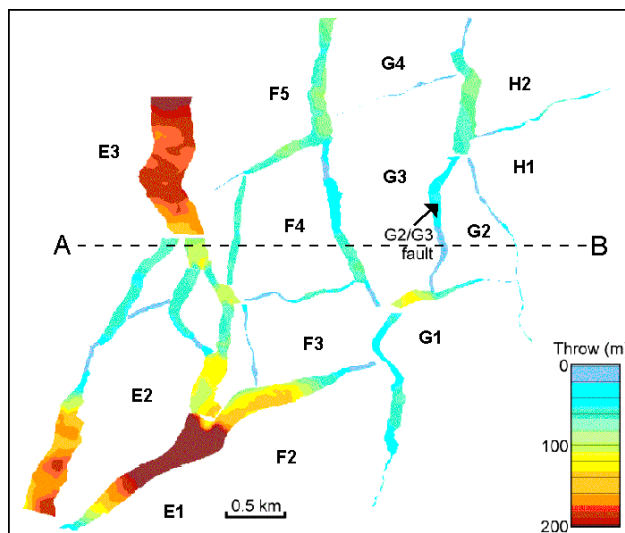 G4
F5
H2
E3
H1
G3
F4
G2
G2/G3
fault
A
B
F3
G1
Throw (m)
0
E2
100
F2
E1
0.5 km
200